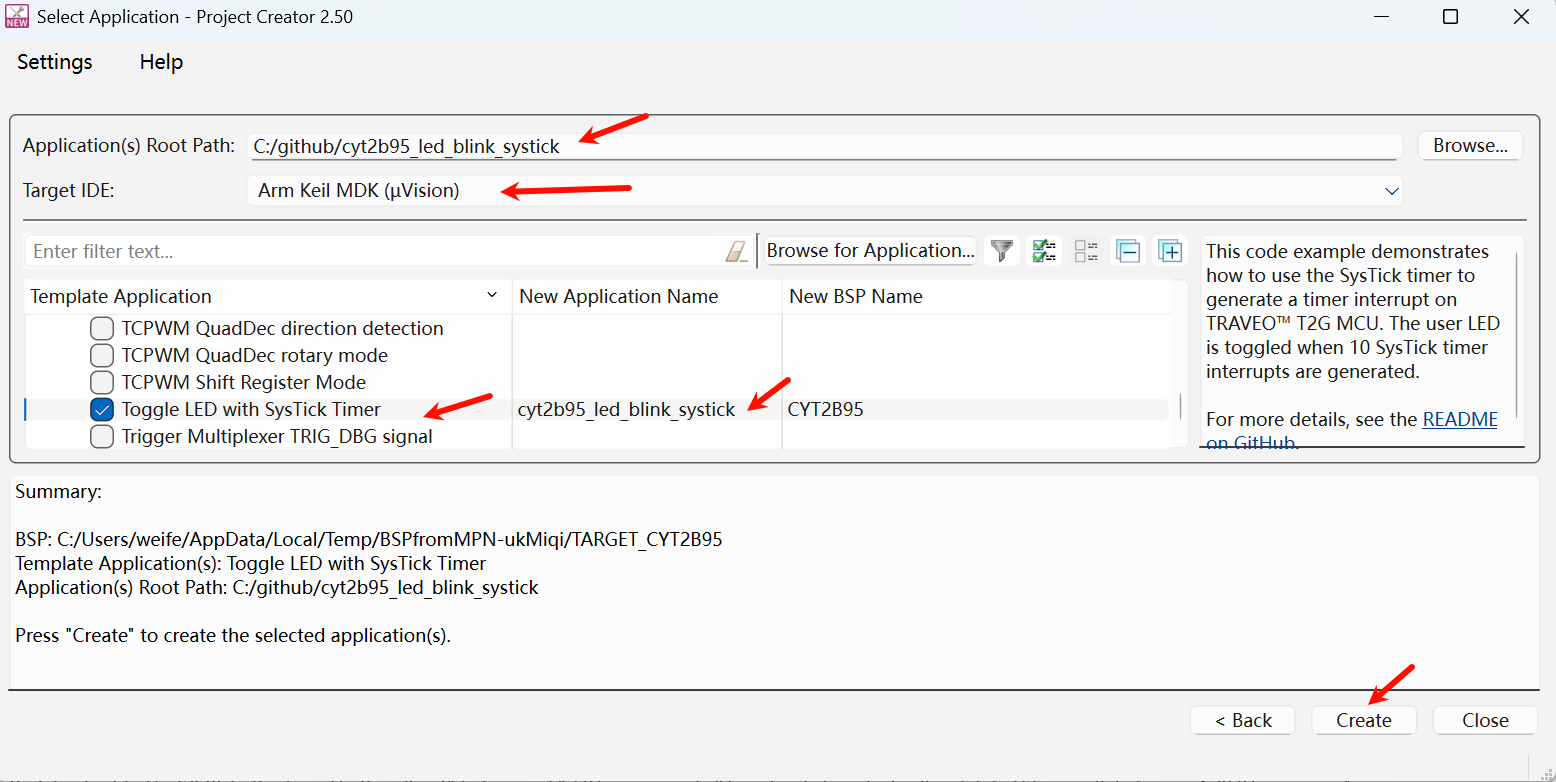 NEW
Select Application - Project Creator 2.50
Settings Help
Application(s) Root Path: C:/github/cyt2b95_led_blink_systick Browse...
Target IDE: Arm Keil MDK (µVision)
Enter filter text... Browse for Application...
Template Application New Application Name New BSP Name
TCPWM QuadDec direction detection
TCPWM QuadDec rotary mode
TCPWM Shift Register Mode
Toggle LED with SysTick Timer cyt2b95_led_blink_systick CYT2B95
Trigger Multiplexer TRIG_DBG signal
This code example demonstrates
how to use the SysTick timer to
generate a timer interrupt on
TRAVEO™ T2G MCU. The user LED
is toggled when 10 SysTick timer
interrupts are generated.
For more details, see the README
on GitHub.
Summary:
BSP: C:/Users/weife/AppData/Local/Temp/BSPfromMPN-ukMiqi/TARGET_CYT2B95
Template Application(s): Toggle LED with SysTick Timer
Application(s) Root Path: C:/github/cyt2b95_led_blink_systick
Press "Create" to create the selected application(s).
< Back Create Close